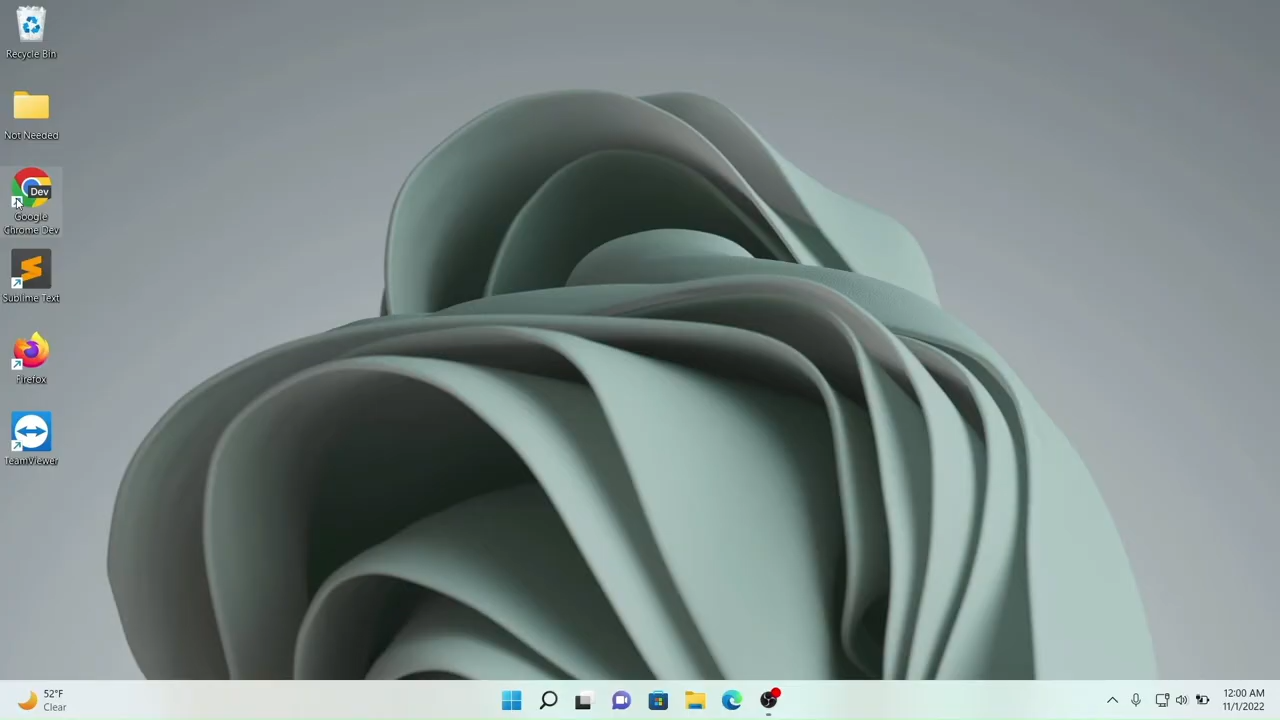 Recycle Bin
Not Needed
Dev
Google
Chrome Dev
Sublime Text
Firefox
TeamViewer
52°F
Clear
12:00 AM
11/1/2022